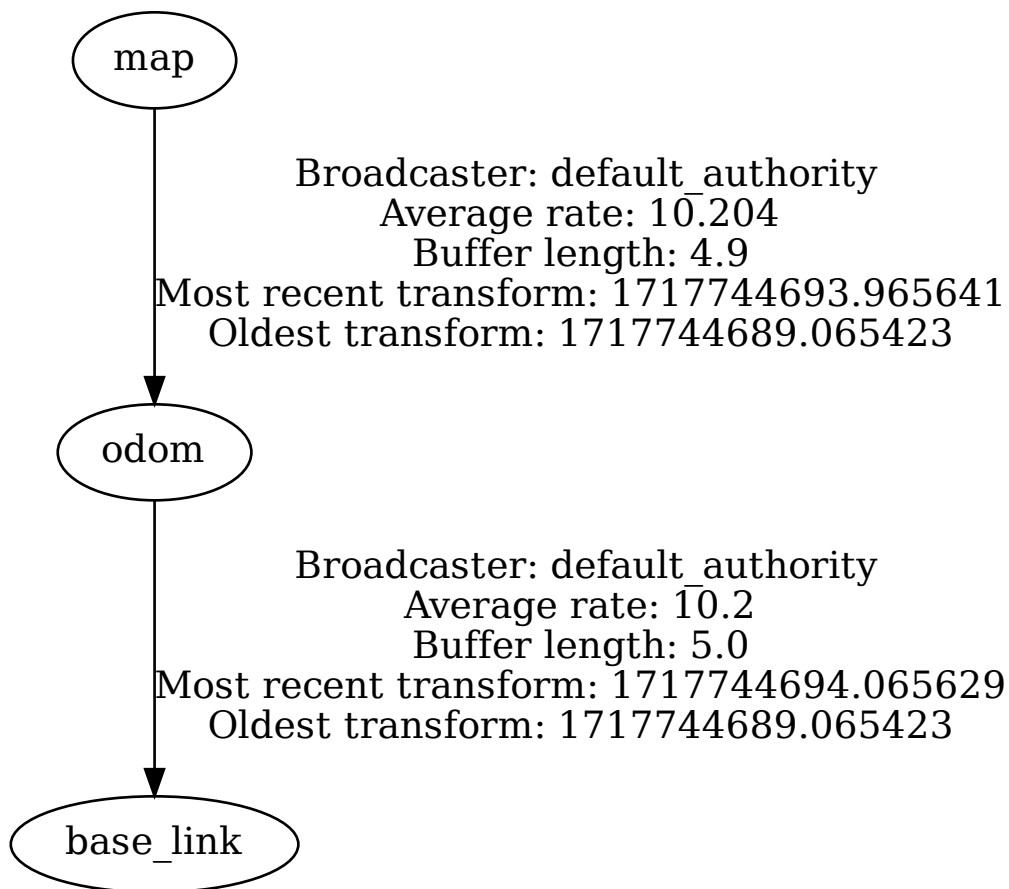 map
Broadcaster: default_authority
Average rate: 10.204
Buffer length: 4.9
Most recent transform: 1717744693.965641
Oldest transform: 1717744689.065423
odom
Broadcaster: default_authority
Average rate: 10.2
Buffer length: 5.0
Most recent transform: 1717744694.065629
Oldest transform: 1717744689.065423
base_link